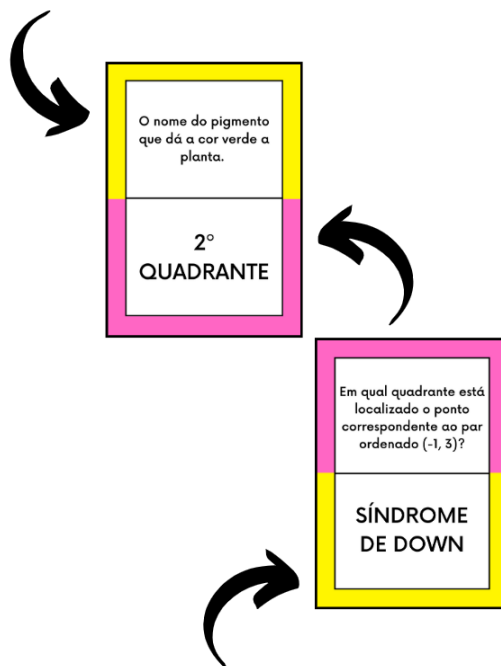 O nome do pigmento
que dá a cor verde a
planta.
2°
QUADRANTE
Em qual quadrante está
localizado o ponto
correspondente ao par
ordenado (-1, 3)?
SÍNDROME
DE DOWN